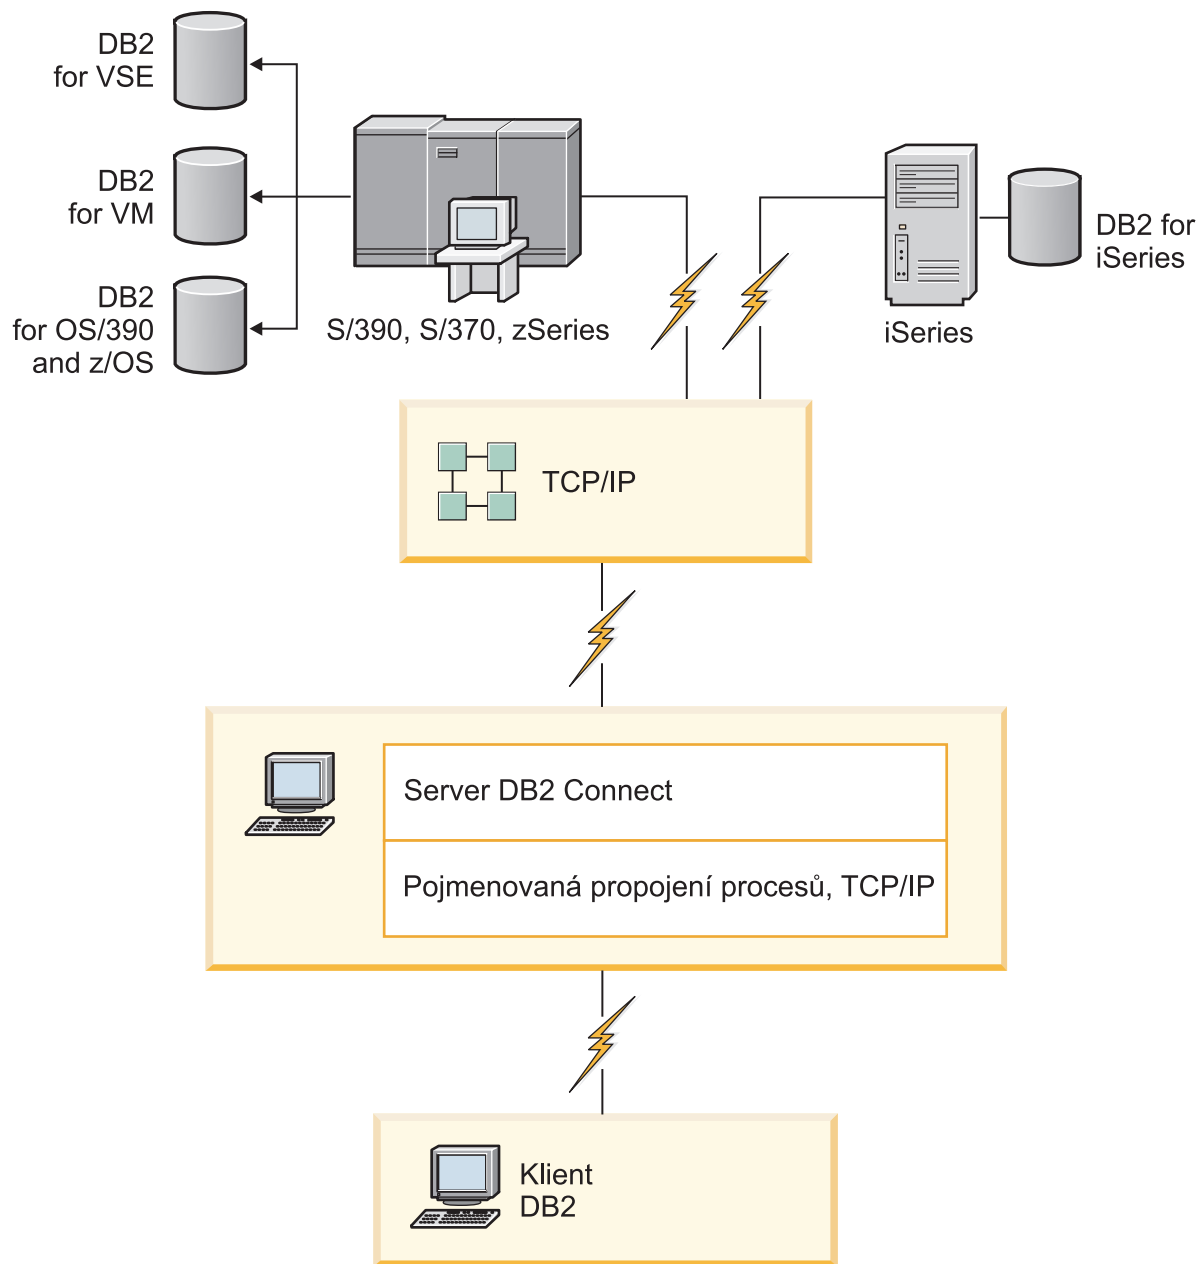 DB2
for VSE
DB2
for VM
DB2
for OS/390
and z/OS
S/390, S/370, zSeries
iSeries
DB2 for
iSeries
TCP/IP
Server DB2 Connect
Pojmenovaná propojení procesů, TCP/IP
Klient
DB2